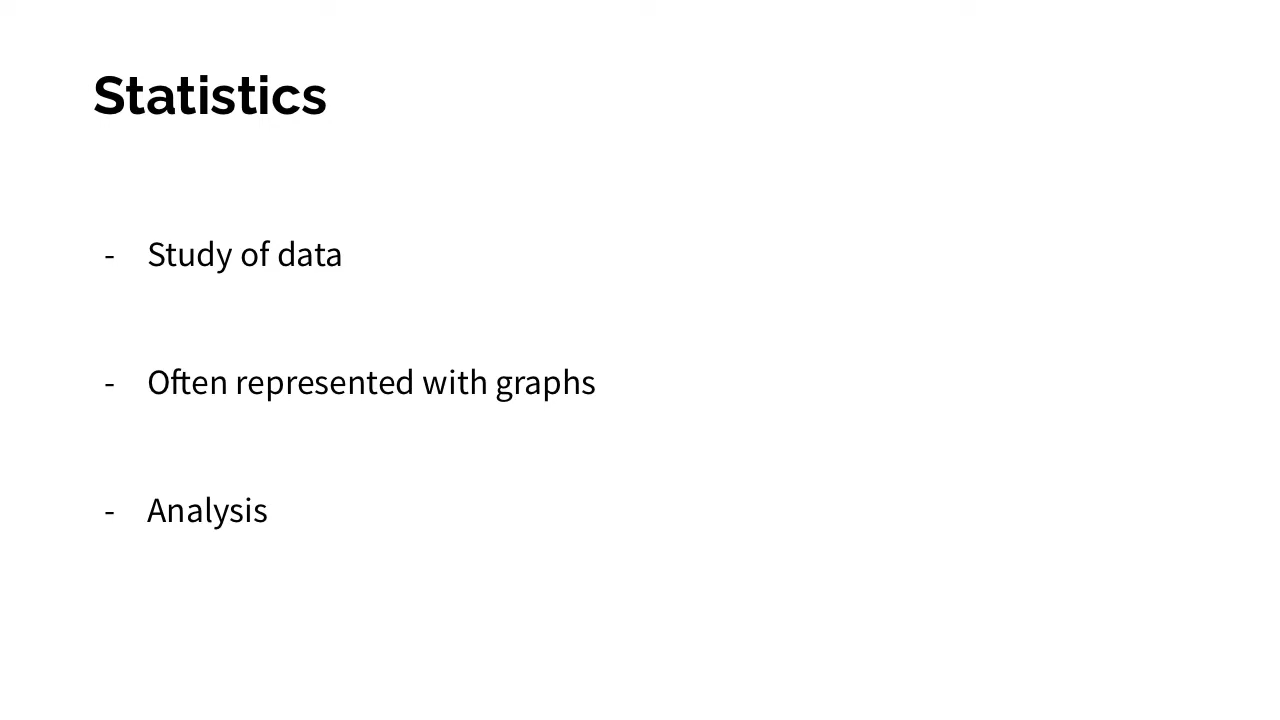 Statistics
- Study of data
- Often represented with graphs
- Analysis